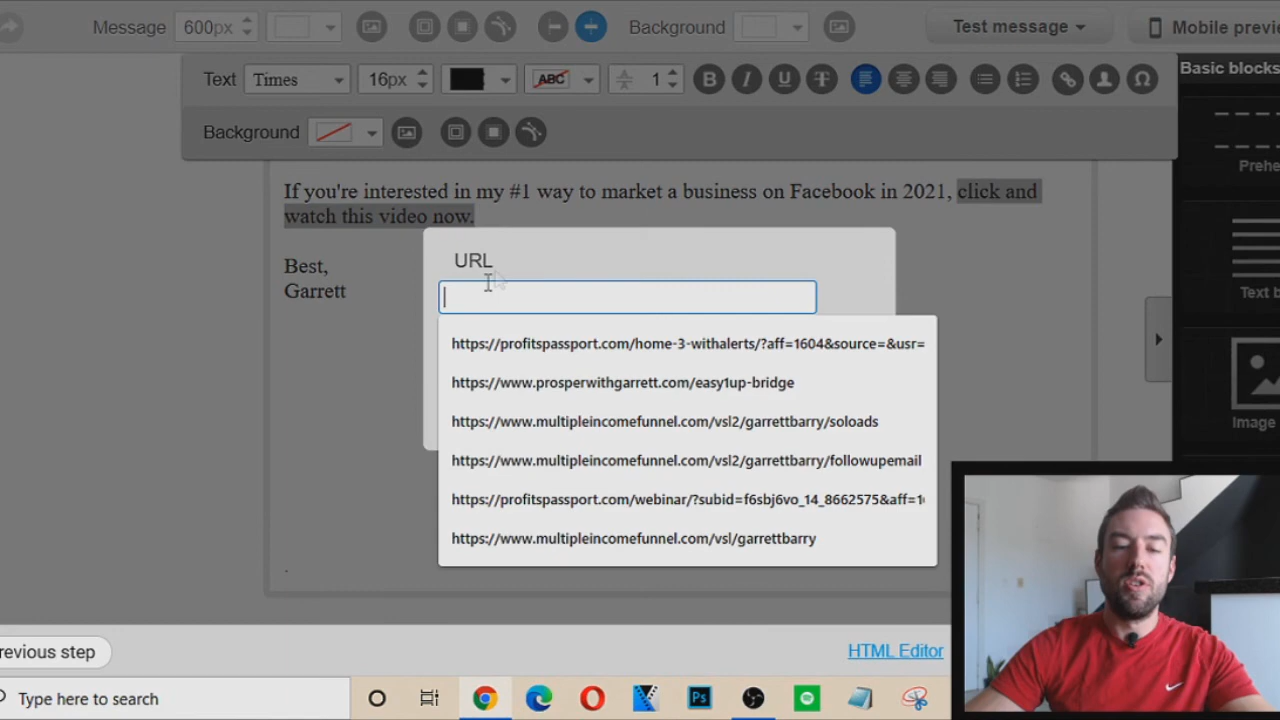 Message 600px Background Test message Mobile previe
Text Times 16px ABC 1 B I U T Ω
Basic blocks
Background
Prehe
If you're interested in my #1 way to market a business on Facebook in 2021, click and
watch this video now.
URL
Best,
Garrett
Text b
https://profitspassport.com/home-3-withalerts/?aff=1604&source=&usr=
https://www.prosperwithgarrett.com/easy1up-bridge
https://www.multipleincomefunnel.com/vsl2/garrettbarry/soloads
Image
https://www.multipleincomefunnel.com/vsl2/garrettbarry/followupemail
https://profitspassport.com/webinar/?subid=f6sbj6vo_14_8662575&aff=1
https://www.multipleincomefunnel.com/vsl/garrettbarry
.
revious step
HTML Editor
Type here to search
Ps